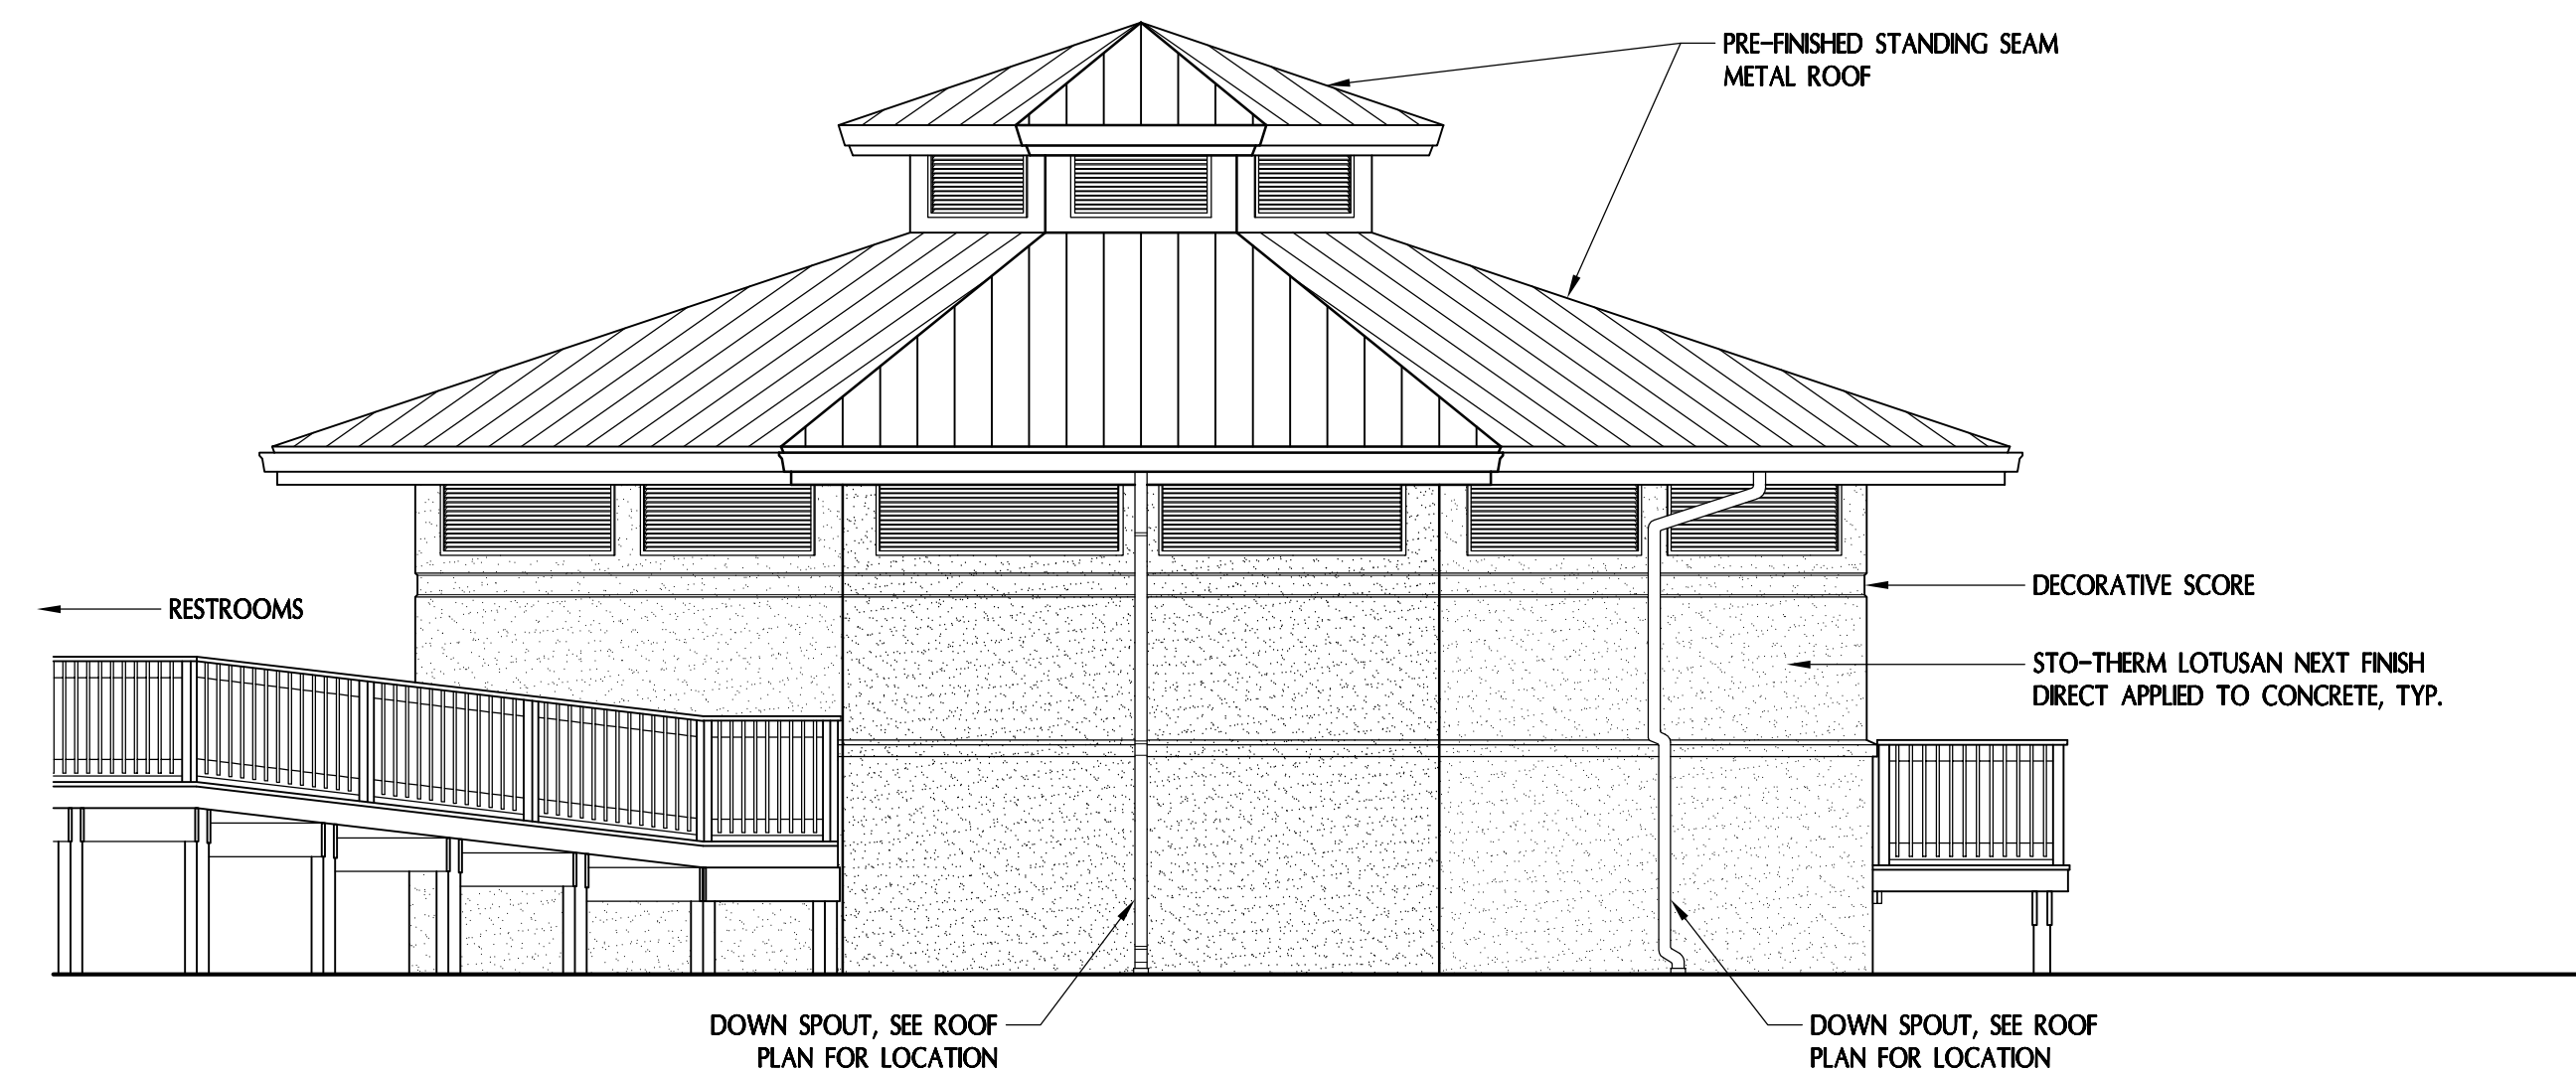 PRE-FINISHED STANDING SEAM
METAL ROOF
DECORATIVE SCORE
RESTROOMS
STO-THERM LOTUSAN NEXT FINISH
DIRECT APPLIED TO CONCRETE, TYP.
DOWN SPOUT, SEE ROOF
PLAN FOR LOCATION
DOWN SPOUT, SEE ROOF
PLAN FOR LOCATION